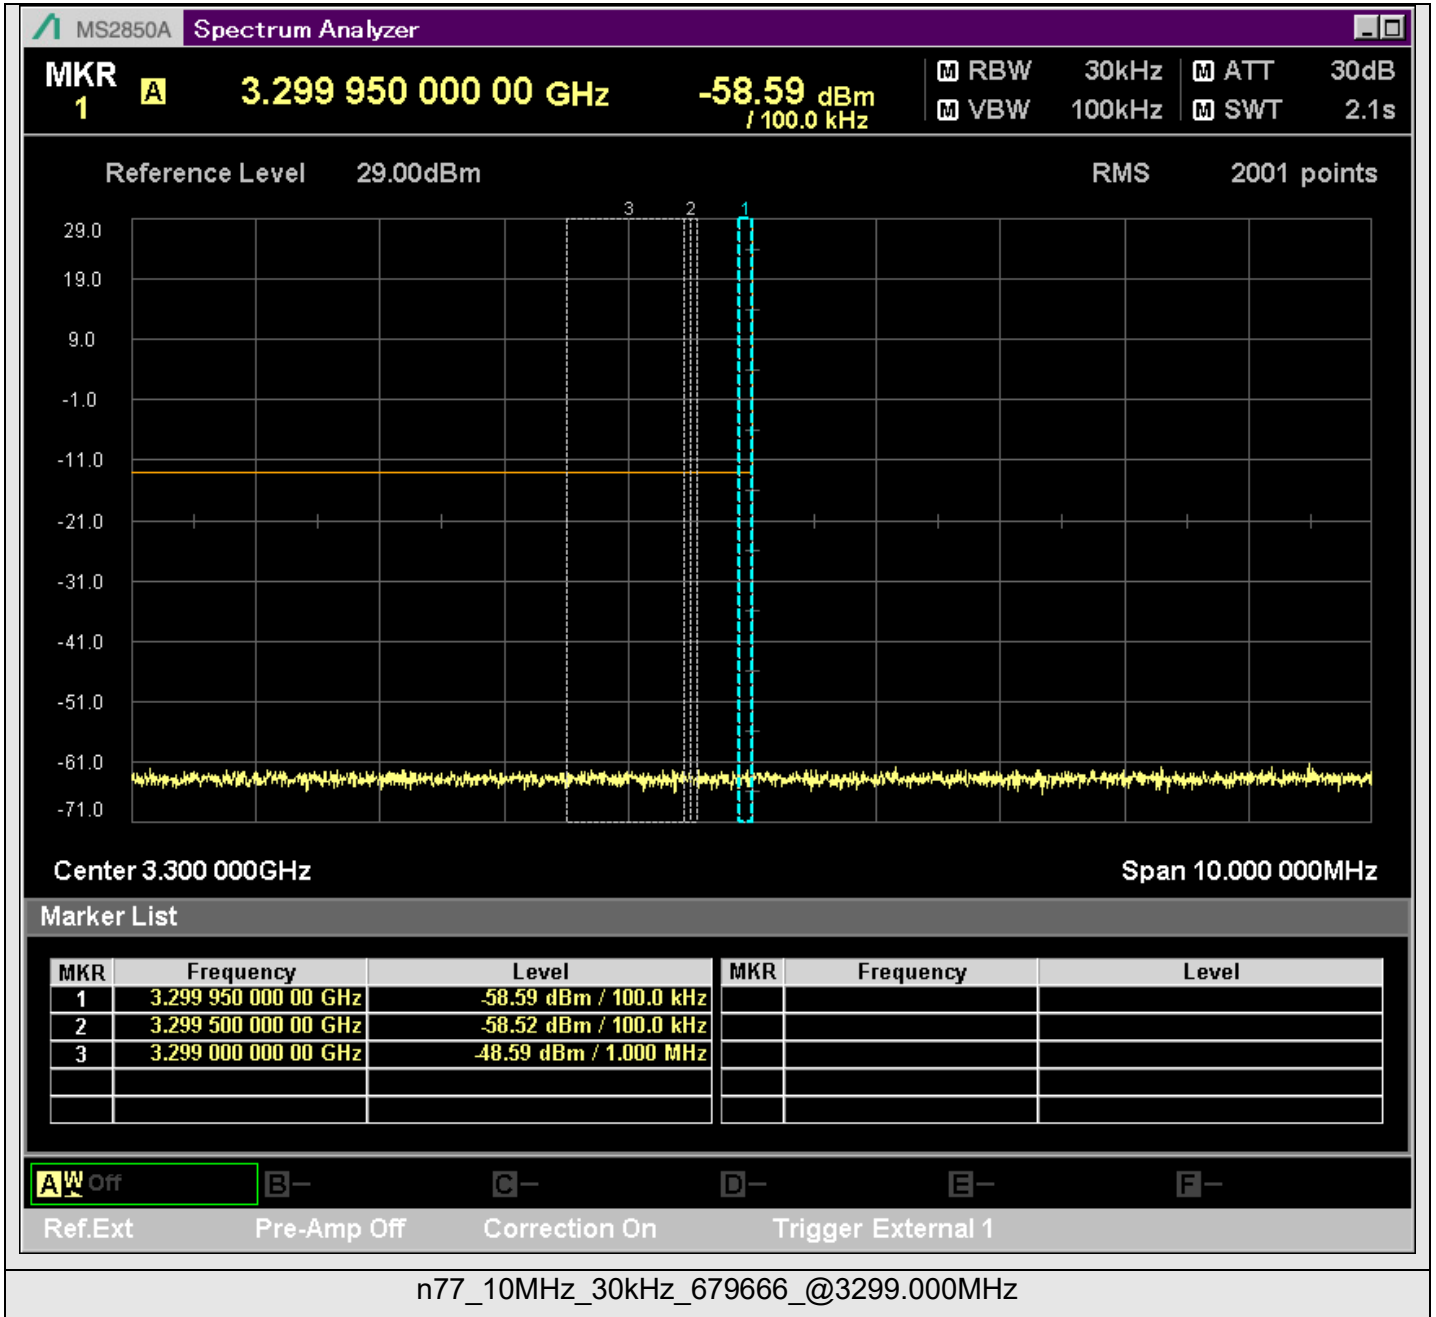 MS2850A Spectrum Analyzer
MKR 1 A 3.299 950 000 00 GHz -58.59 dBm / 100.0 kHz
M RBW 30kHz M ATT 30dB
M VBW 100kHz M SWT 2.1s
Reference Level 29.00dBm RMS 2001 points
3 2 1
29.0
19.0
9.0
-1.0
-11.0
-21.0
-31.0
-41.0
-51.0
-61.0
-71.0
Center 3.300 000GHz Span 10.000 000MHz
Marker List
MKR Frequency Level MKR Frequency Level
1 3.299 950 000 00 GHz -58.59 dBm / 100.0 kHz
2 3.299 500 000 00 GHz -58.52 dBm / 100.0 kHz
3 3.299 000 000 00 GHz -48.59 dBm / 1.000 MHz
A W Off B - C - D - E - F -
Ref.Ext Pre-Amp Off Correction On Trigger External 1
n77_10MHz_30kHz_679666_@3299.000MHz